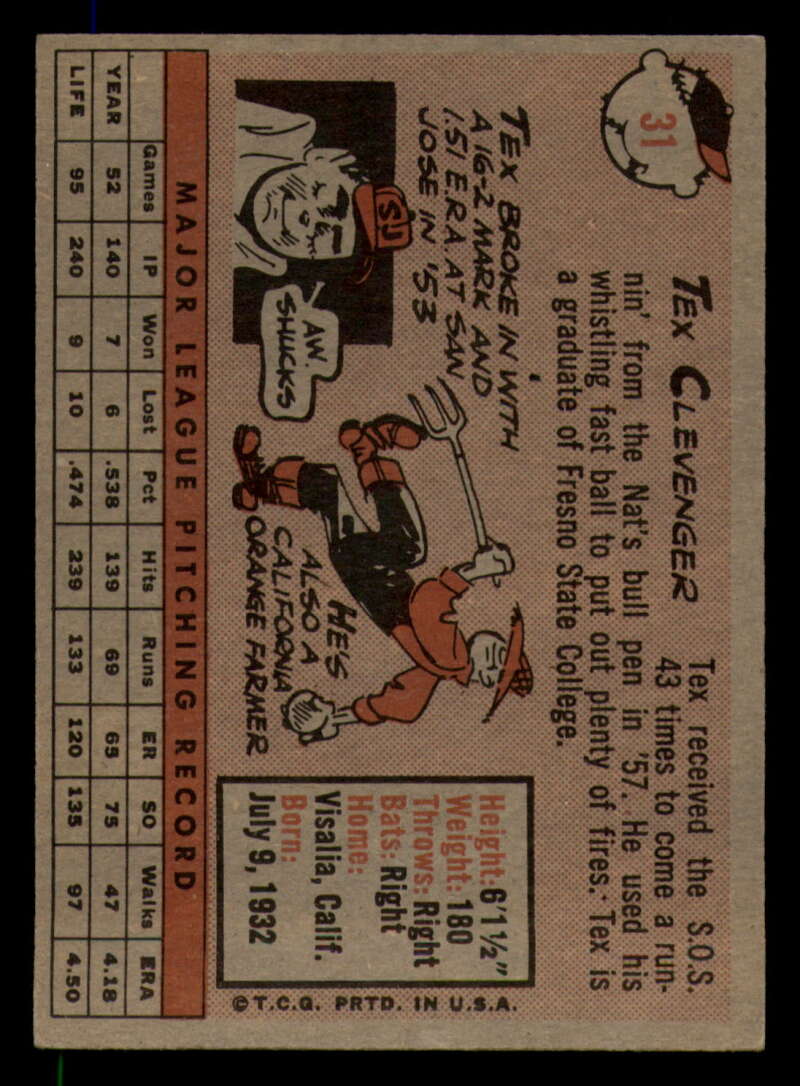 31
TEX CLEVENGER
Tex received the S.O.S.
43 times to come a run-
nin' from the Nat's bull pen in '57. He used his
whistling fast ball to put out plenty of fires. Tex is
a graduate of Fresno State College.
TEX BROKE IN WITH
A 16-2 MARK AND
1.51 E.R.A. AT SAN
JOSE IN '53
SJ
AW.
SHUCKS
HE'S
ALSO A
CALIFORNIA
ORANGE FARMER
Height: 6'1½"
Weight: 180
Throws: Right
Bats: Right
Home:
Visalia, Calif.
Born:
July 9, 1932
© T.C.G. PRTD. IN U.S.A.
MAJOR LEAGUE PITCHING RECORD
Games IP Won Lost Pct Hits Runs ER SO Walks ERA
YEAR 52 140 7 6 .538 139 69 65 75 47 4.18
LIFE 95 240 9 10 .474 239 133 120 135 97 4.50